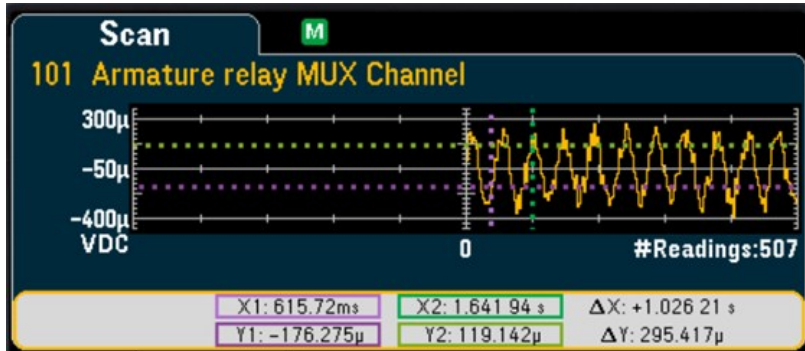 Scan M
101 Armature relay MUX Channel
300µ
-50µ
-400µ
VDC 0 #Readings:507
X1: 615.72ms X2: 1.641 94 s ΔX: +1.026 21 s
Y1: -176.275µ Y2: 119.142µ ΔY: 295.417µ